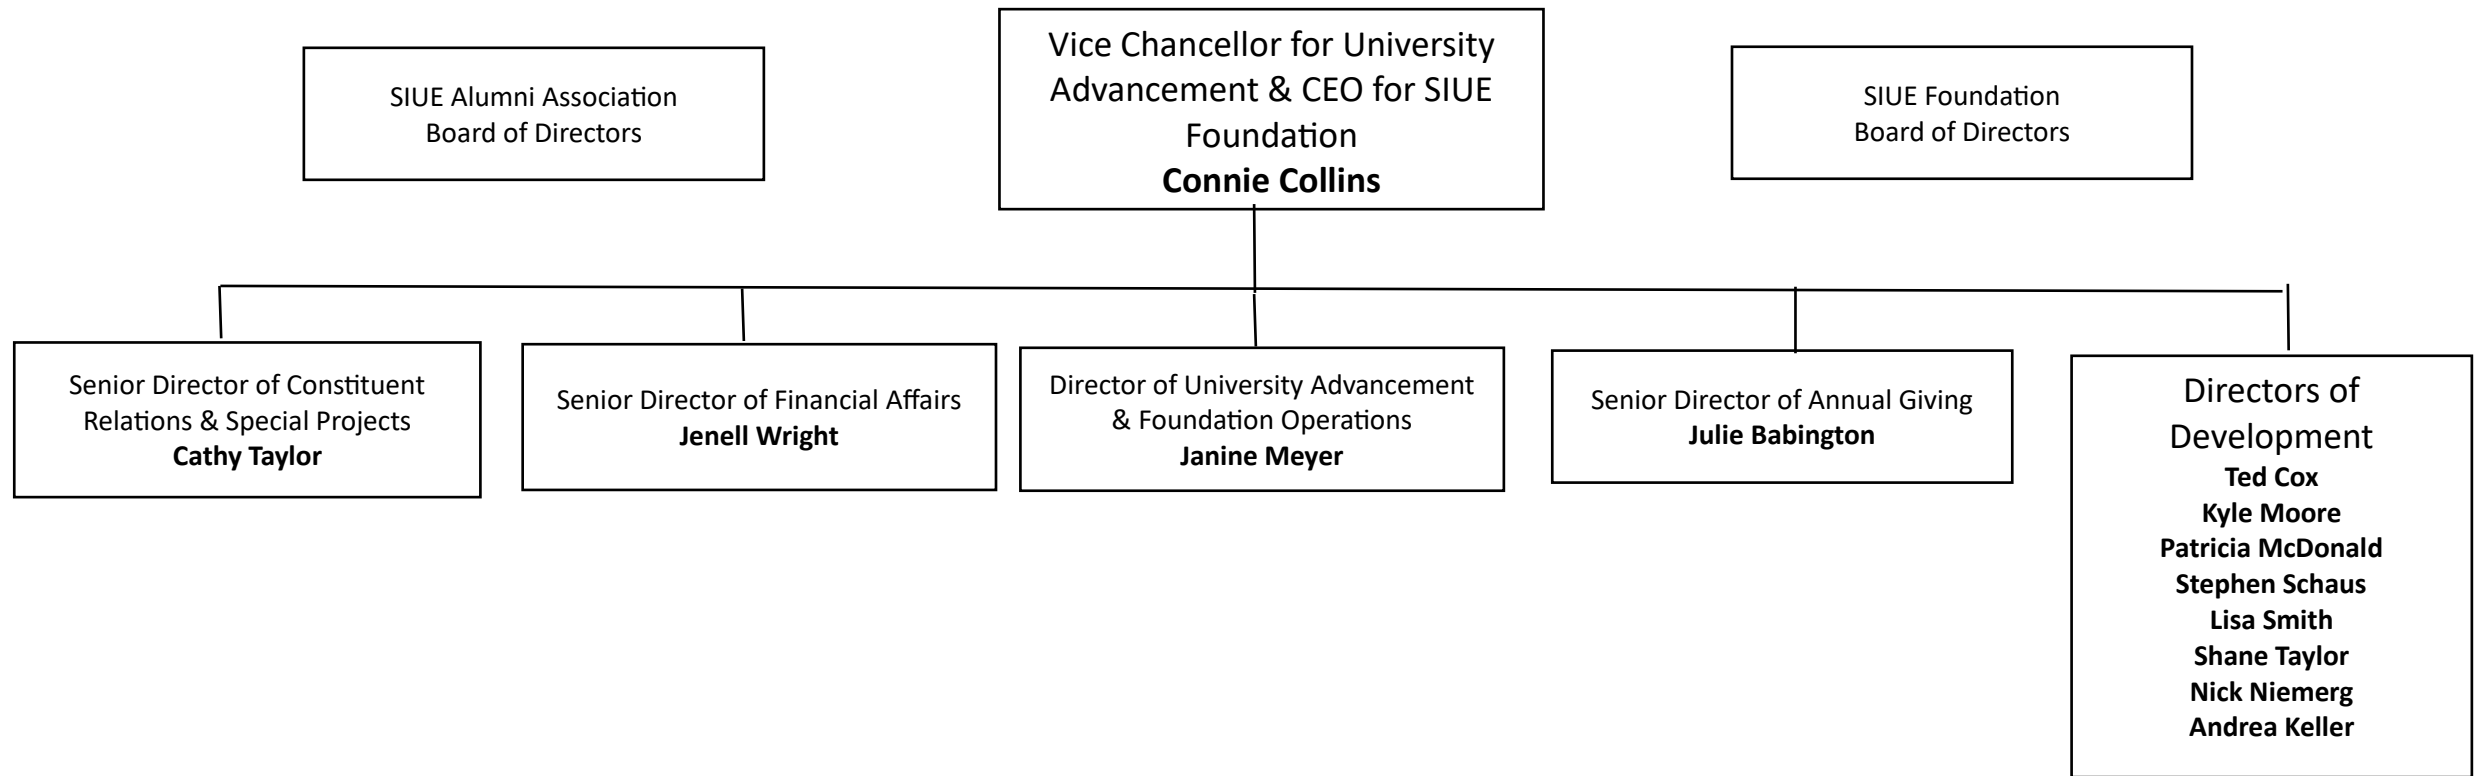 SIUE Alumni Association
Board of Directors
Vice Chancellor for University
Advancement & CEO for SIUE
Foundation
Connie Collins
SIUE Foundation
Board of Directors
Senior Director of Constituent
Relations & Special Projects
Cathy Taylor
Senior Director of Financial Affairs
Jenell Wright
Director of University Advancement
& Foundation Operations
Janine Meyer
Senior Director of Annual Giving
Julie Babington
Directors of
Development
Ted Cox
Kyle Moore
Patricia McDonald
Stephen Schaus
Lisa Smith
Shane Taylor
Nick Niemerg
Andrea Keller